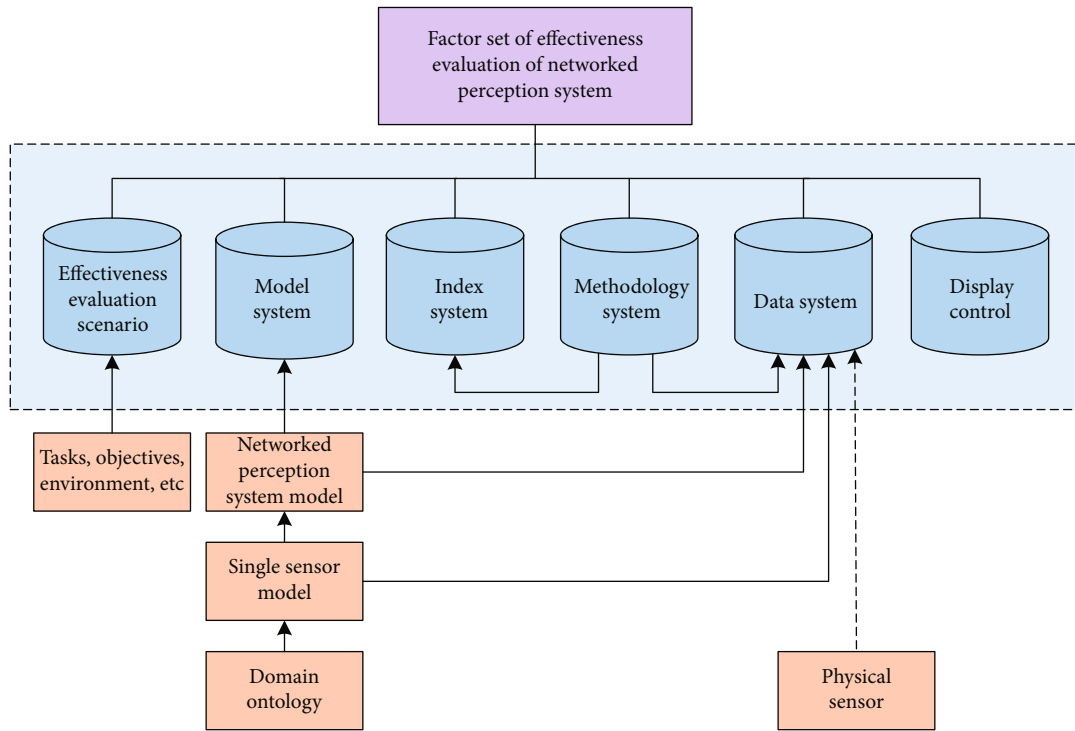 Factor set of effectiveness
evaluation of networked
perception system
Effectiveness
evaluation
scenario
Model
system
Index
system
Methodology
system
Data system
Display
control
Tasks, objectives,
environment, etc
Networked
perception
system model
Single sensor
model
Domain
ontology
Physical
sensor